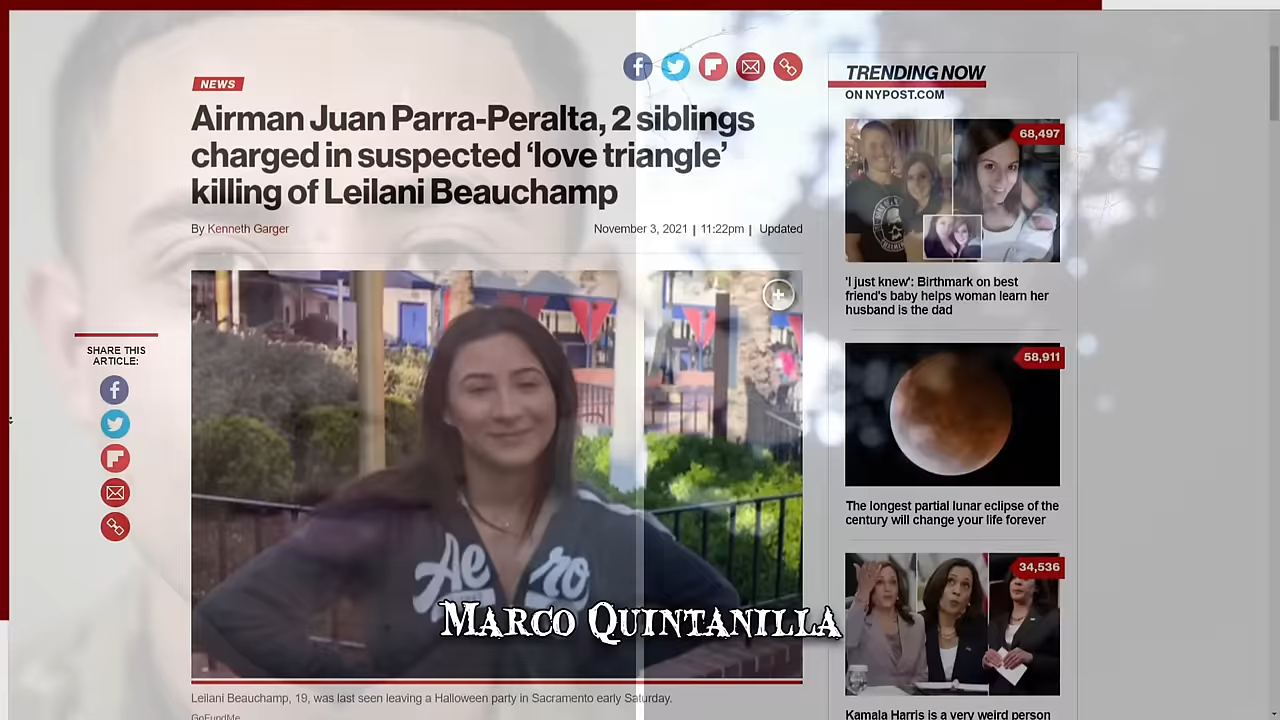 NEWS
Airman Juan Parra-Peralta, 2 siblings
charged in suspected ‘love triangle’
killing of Leilani Beauchamp
By Kenneth Garger
November 3, 2021 | 11:22pm | Updated
SHARE THIS
ARTICLE:
Ae ro
MARCO QUINTANILLA
Leilani Beauchamp, 19, was last seen leaving a Halloween party in Sacramento early Saturday.
GoFundMe
TRENDING NOW
ON NYPOST.COM
68,497
'I just knew': Birthmark on best
friend's baby helps woman learn her
husband is the dad
58,911
The longest partial lunar eclipse of the
century will change your life forever
34,536
Kamala Harris is a very weird person